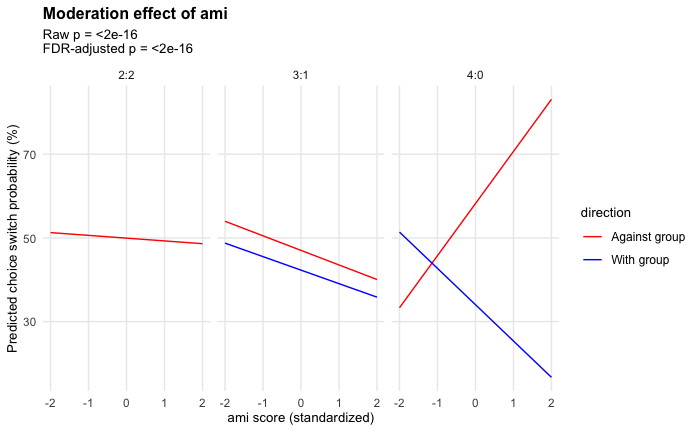 Moderation effect of ami
Raw p = <2e-16
FDR-adjusted p = <2e-16
2:2 3:1 4:0
Predicted choice switch probability (%)
70
50
30
-2 -1 0 1 2 -2 -1 0 1 2 -2 -1 0 1 2
ami score (standardized)
direction
Against group
With group